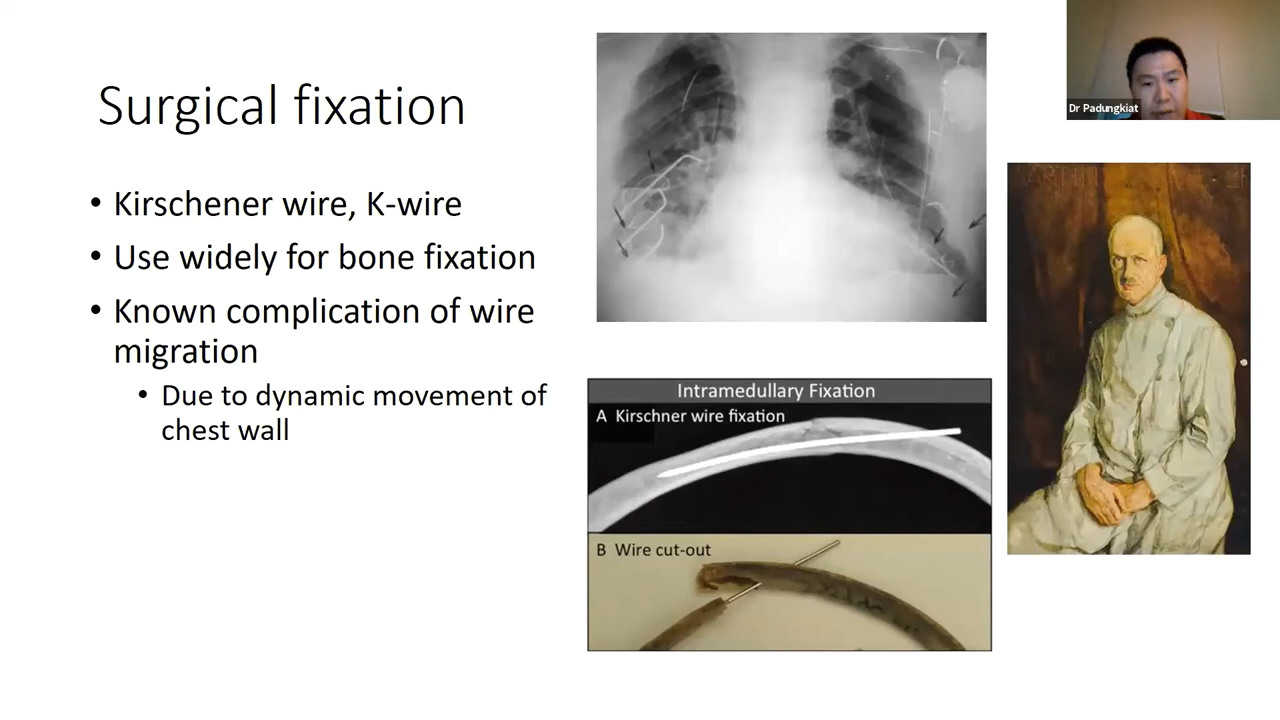 Surgical fixation
• Kirschener wire, K-wire
• Use widely for bone fixation
• Known complication of wire
migration
• Due to dynamic movement of
chest wall
Intramedullary Fixation
A Kirschner wire fixation
B Wire cut-out
Dr Padungkiat